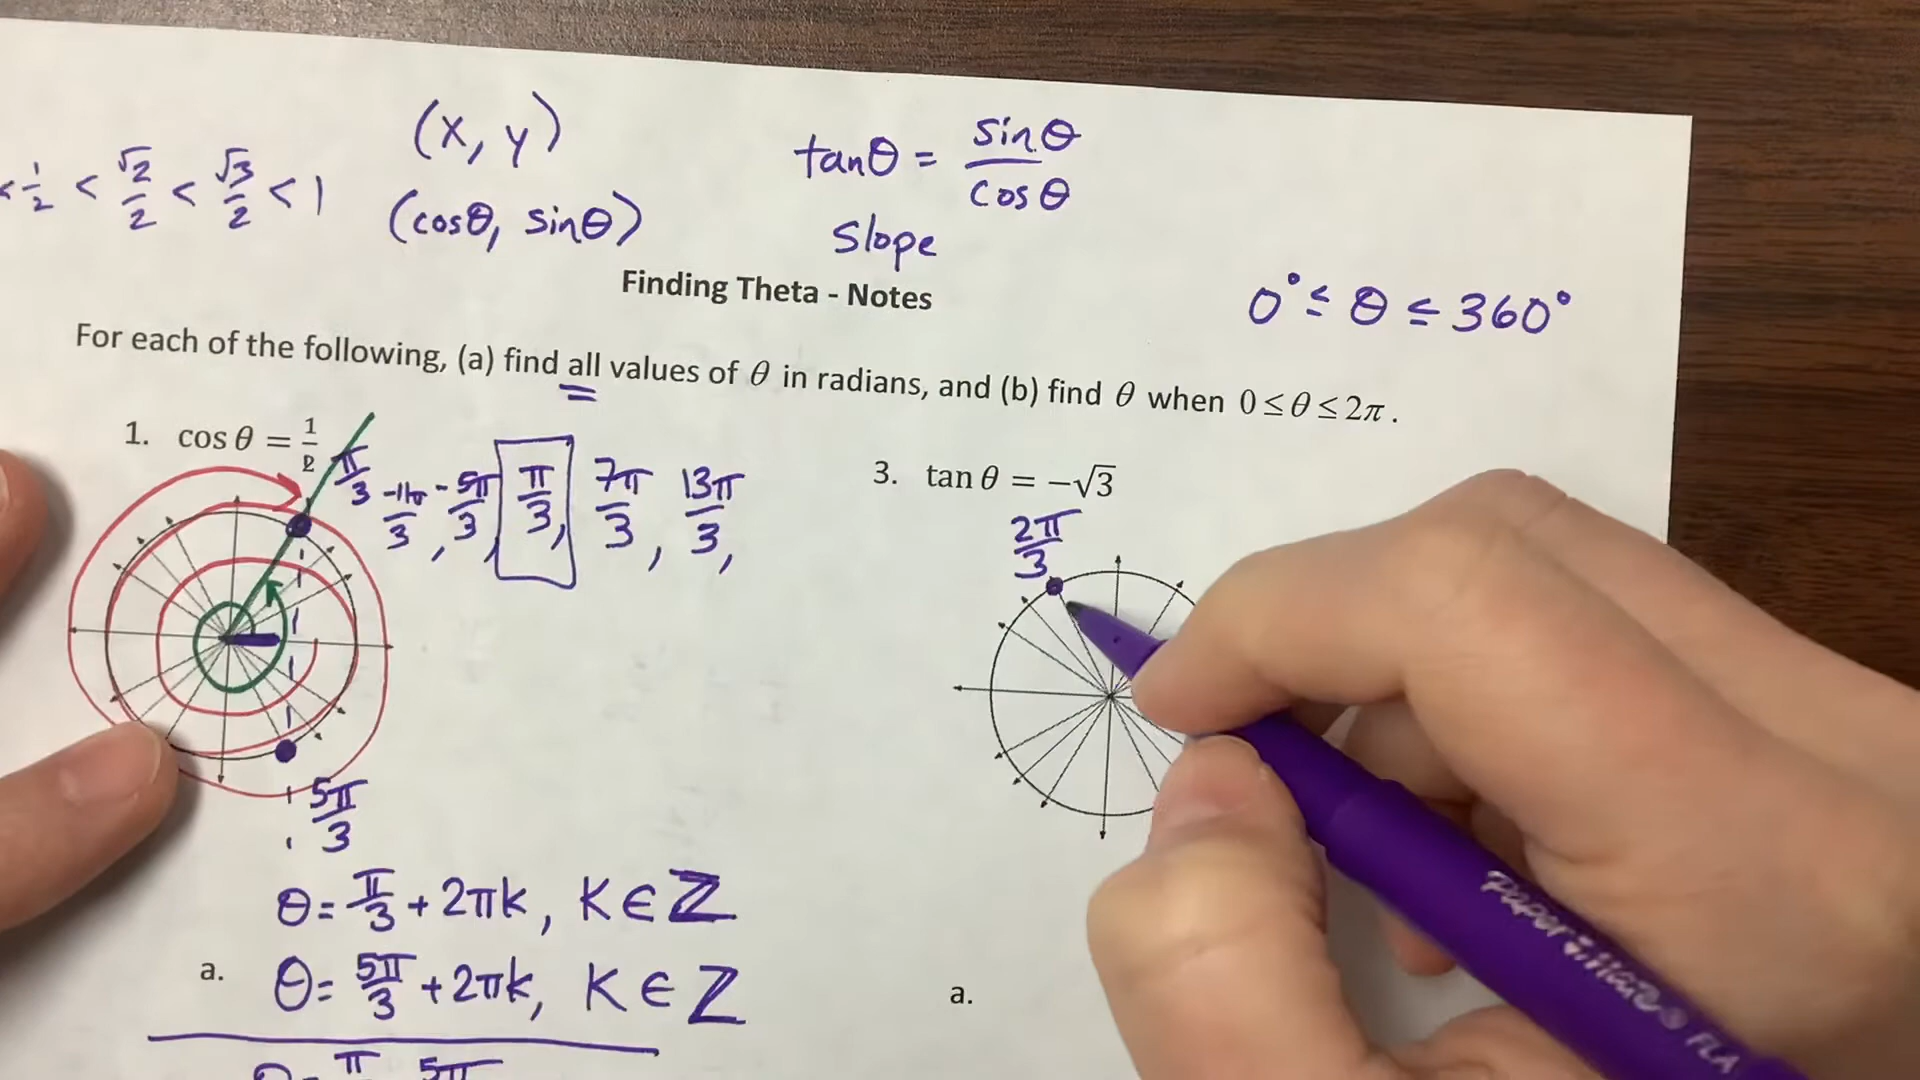 < 1/2 < √2/2 < √3/2 < 1
(x, y)
(cosθ, sinθ)
tanθ = sinθ/cosθ
Slope
Finding Theta - Notes
0° ≤ θ ≤ 360°
For each of the following, (a) find all values of θ in radians, and (b) find θ when 0 ≤ θ ≤ 2π .
1. cos θ = 1/2
π/3
-11π/3, -5π/3, π/3, 7π/3, 13π/3,
5π/3
θ = π/3 + 2πk, K ∈ ℤ
a. θ = 5π/3 + 2πk, K ∈ ℤ
3. tan θ = −√3
2π/3
a.
Paper:Mate® FLA